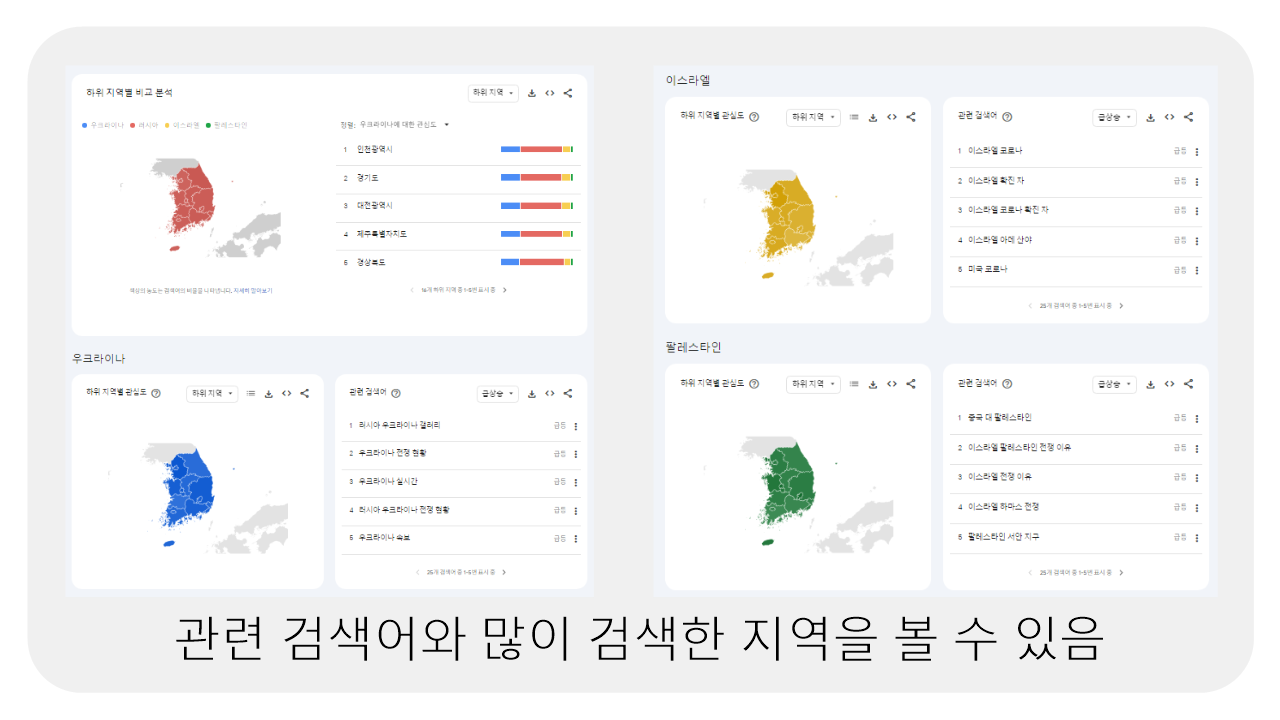 하위 지역별 비교 분석
하위 지역
우크라이나 러시아 이스라엘 팔레스타인
정렬: 우크라이나에 대한 관심도
1 인천광역시
2 경기도
3 대전광역시
4 제주특별자치도
5 경상북도
색상의 농도는 검색어의 비율을 나타냅니다. 자세히 알아보기
16개 하위 지역 중 1-5번 표시 중
우크라이나
하위 지역별 관심도
하위 지역
관련 검색어
급상승
1 러시아 우크라이나 갤러리 급등
2 우크라이나 전쟁 현황 급등
3 우크라이나 실시간 급등
4 러시아 우크라이나 전쟁 현황 급등
5 우크라이나 속보 급등
25개 검색어 중 1-5번 표시 중
이스라엘
하위 지역별 관심도
하위 지역
관련 검색어
급상승
1 이스라엘 코로나 급등
2 이스라엘 확진 자 급등
3 이스라엘 코로나 확진 자 급등
4 이스라엘 아데 산야 급등
5 미국 코로나 급등
25개 검색어 중 1-5번 표시 중
팔레스타인
하위 지역별 관심도
하위 지역
관련 검색어
급상승
1 중국 대 팔레스타인 급등
2 이스라엘 팔레스타인 전쟁 이유 급등
3 이스라엘 전쟁 이유 급등
4 이스라엘 하마스 전쟁 급등
5 팔레스타인 서안 지구 급등
25개 검색어 중 1-5번 표시 중
관련 검색어와 많이 검색한 지역을 볼 수 있음